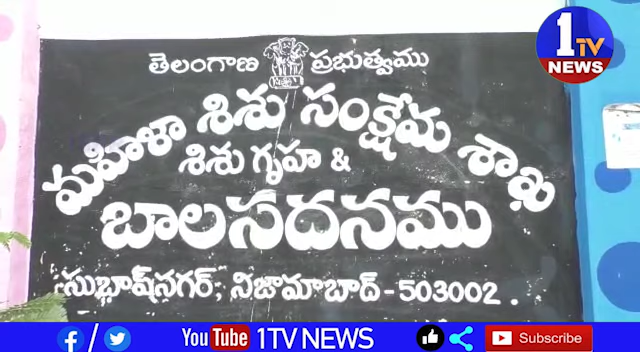 1TV
NEWS
తెలంగాణ ప్రభుత్వము
మహిళా శిశు సంక్షేమ శాఖ
శిశు గృహ &
బాలసదనము
సుభాష్‌నగర్, నిజామాబాద్ - 503002.
f / YouTube 1TV NEWS Subscribe